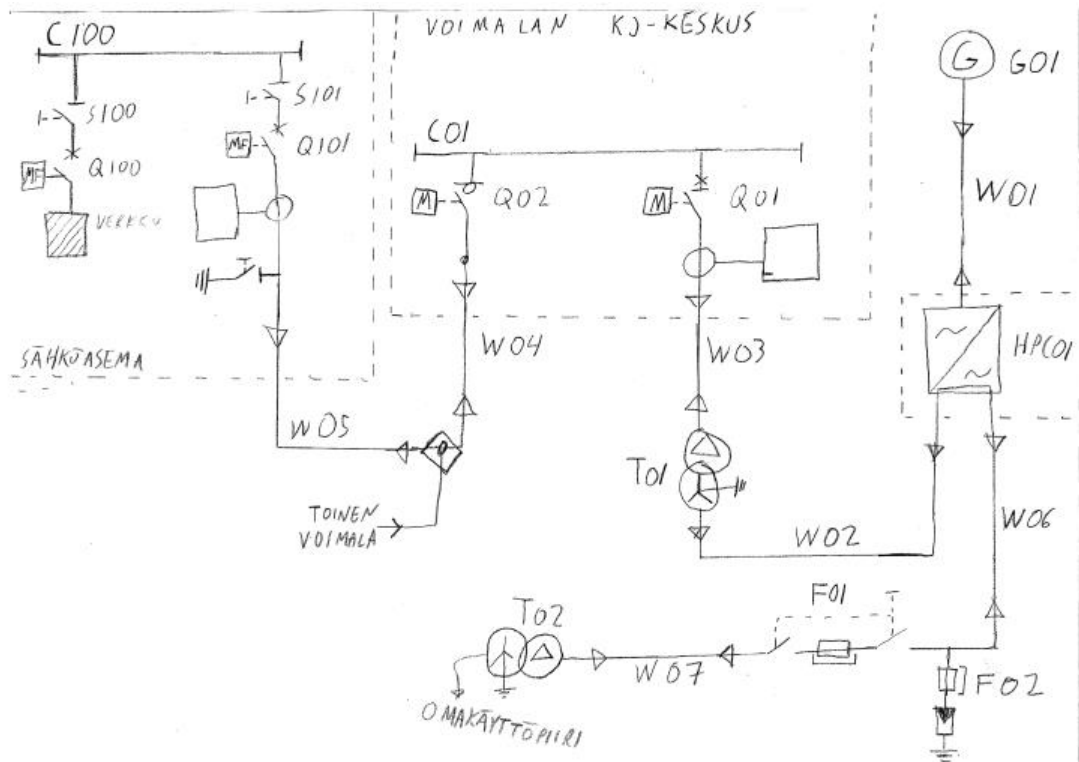 C100
S100
MF
Q100
VERKKO
S101
MF
Q101
SÄHKÖASEMA
W05
TOINEN
VOIMALA
VOIMALAN KJ-KESKUS
C01
M
Q02
M
Q01
W04
W03
T01
W02
G
G01
W01
HPC01
W06
F01
F02
T02
W07
OMAKÄYTTÖPIIRI